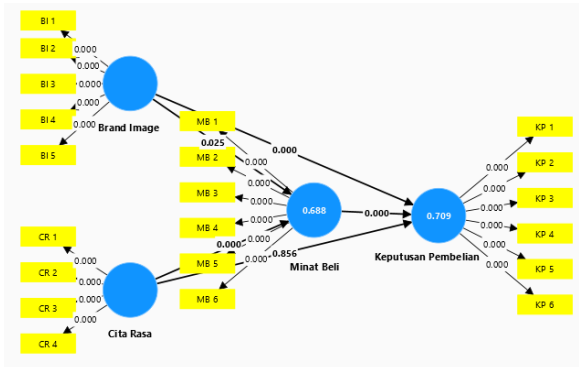 BI 1
BI 2
BI 3
BI 4
BI 5
0.000
0.000
0.000
0.000
0.000
Brand Image
CR 1
CR 2
CR 3
CR 4
0.000
0.000
0.000
0.000
Cita Rasa
MB 1
MB 2
MB 3
MB 4
MB 5
MB 6
0.000
0.000
0.000
0.000
0.000
0.000
0.025
0.000
0.000
0.856
0.688
Minat Beli
0.000
0.709
Keputusan Pembelian
0.000
0.000
0.000
0.000
0.000
0.000
KP 1
KP 2
KP 3
KP 4
KP 5
KP 6